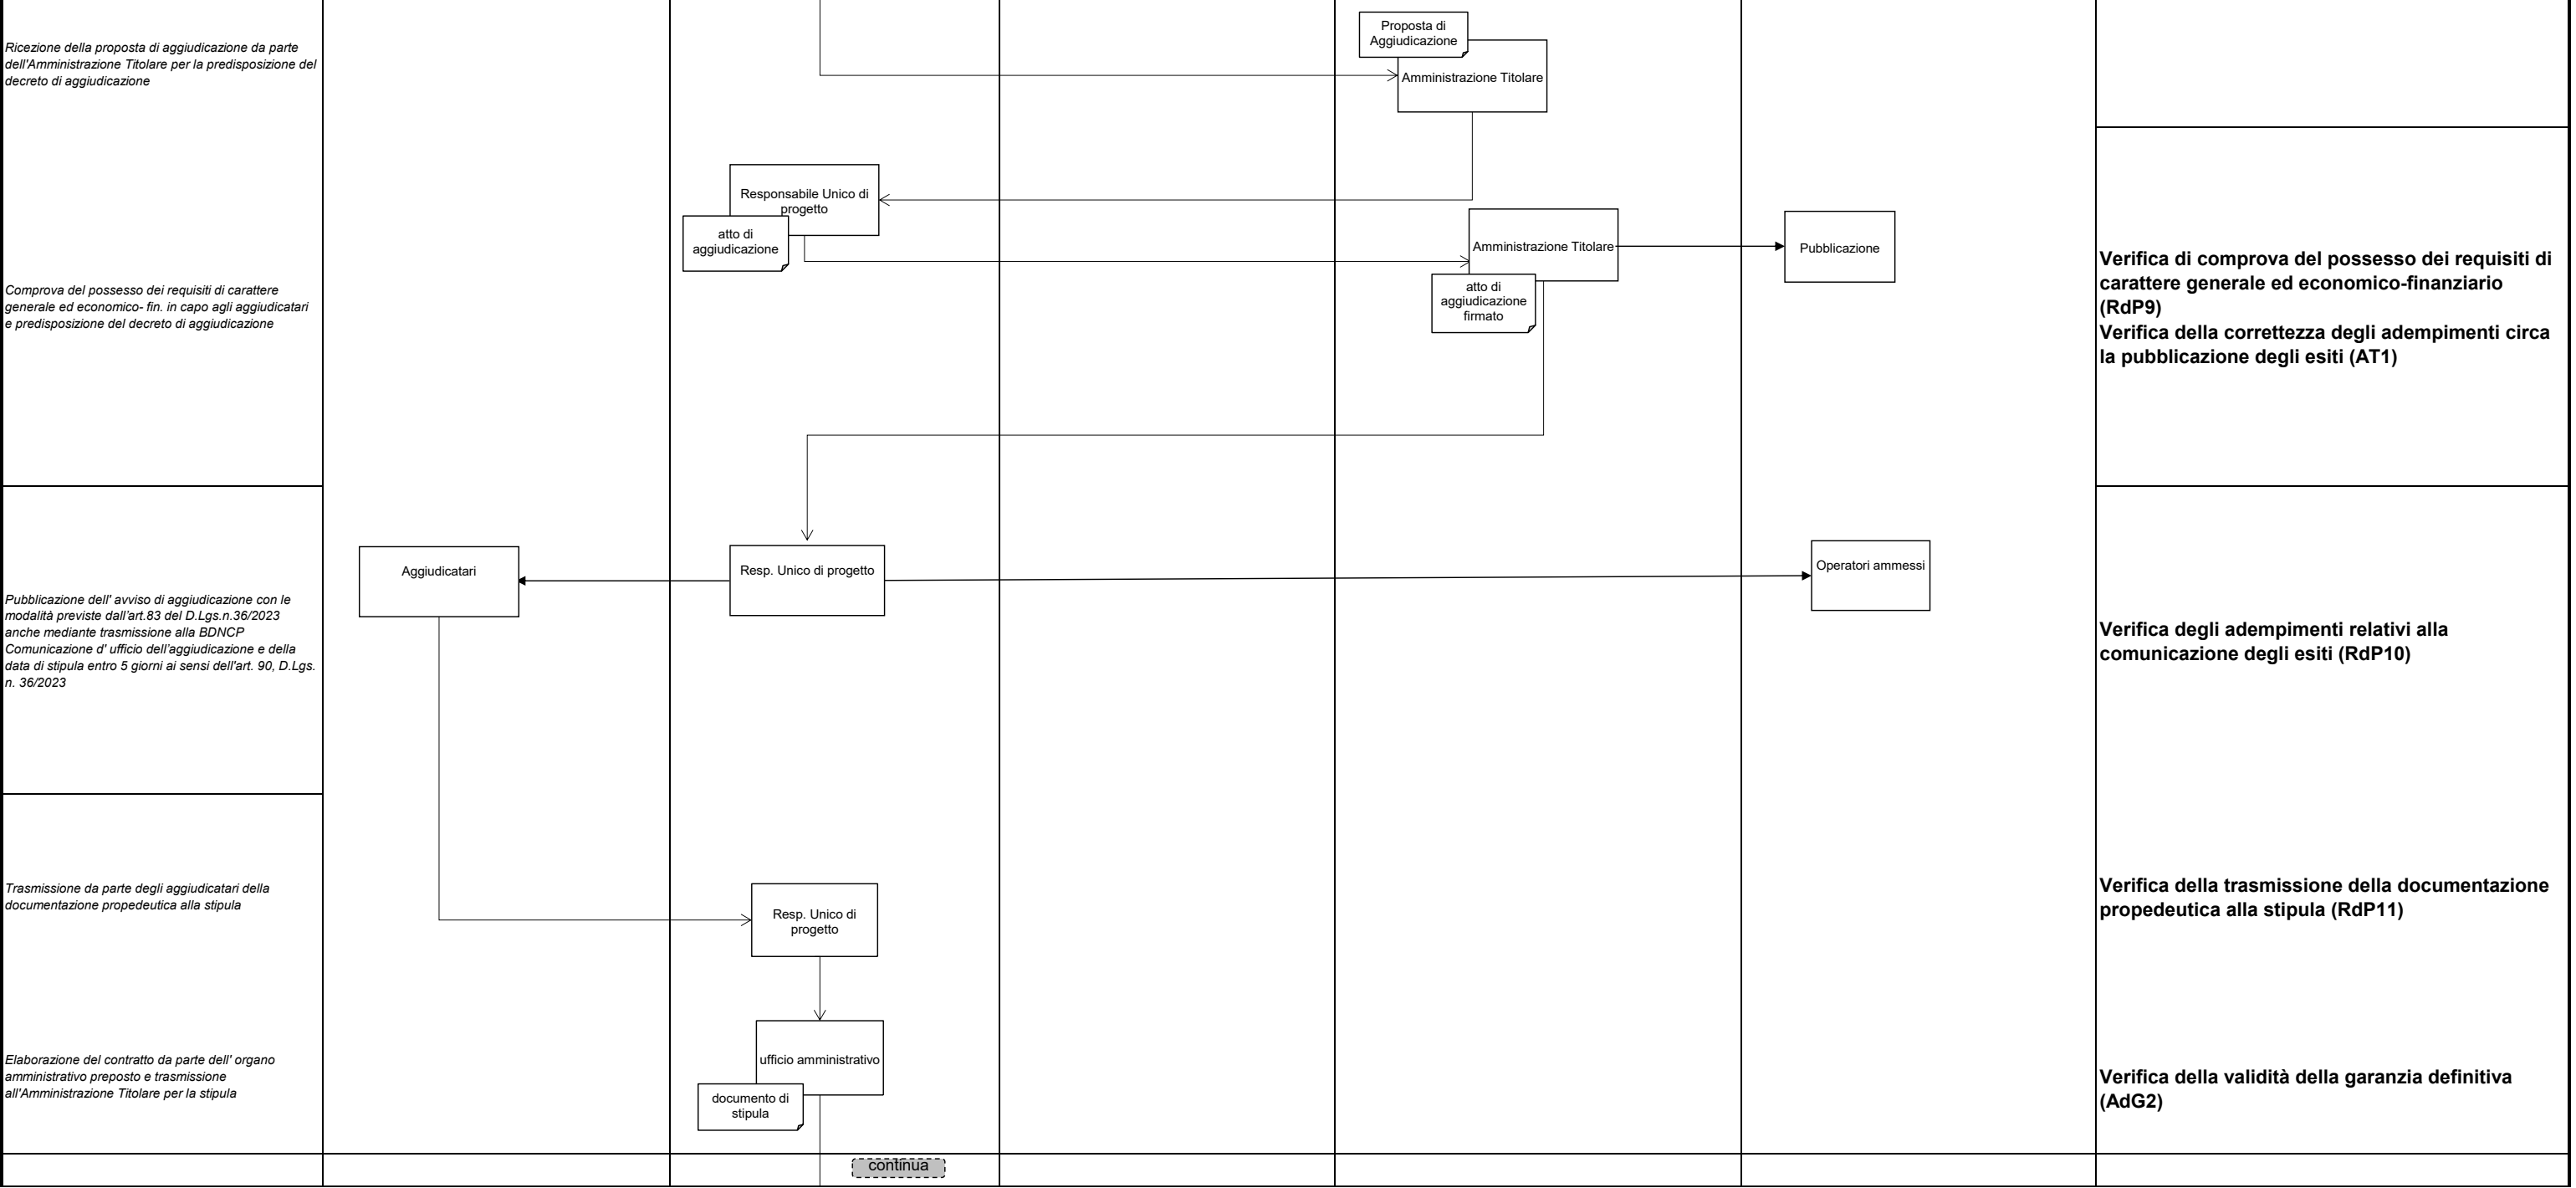 Ricezione della proposta di aggiudicazione da parte
dell'Amministrazione Titolare per la predisposizione del
decreto di aggiudicazione
Proposta di
Aggiudicazione
Amministrazione Titolare
Responsabile Unico di
progetto
atto di
aggiudicazione
Amministrazione Titolare
atto di
aggiudicazione
firmato
Pubblicazione
Comprova del possesso dei requisiti di carattere
generale ed economico- fin. in capo agli aggiudicatari
e predisposizione del decreto di aggiudicazione
Verifica di comprova del possesso dei requisiti di
carattere generale ed economico-finanziario
(RdP9)
Verifica della correttezza degli adempimenti circa
la pubblicazione degli esiti (AT1)
Aggiudicatari
Resp. Unico di progetto
Operatori ammessi
Pubblicazione dell' avviso di aggiudicazione con le
modalità previste dall'art.83 del D.Lgs.n.36/2023
anche mediante trasmissione alla BDNCP
Comunicazione d' ufficio dell'aggiudicazione e della
data di stipula entro 5 giorni ai sensi dell'art. 90, D.Lgs.
n. 36/2023
Verifica degli adempimenti relativi alla
comunicazione degli esiti (RdP10)
Trasmissione da parte degli aggiudicatari della
documentazione propedeutica alla stipula
Resp. Unico di
progetto
Verifica della trasmissione della documentazione
propedeutica alla stipula (RdP11)
Elaborazione del contratto da parte dell' organo
amministrativo preposto e trasmissione
all'Amministrazione Titolare per la stipula
ufficio amministrativo
documento di
stipula
Verifica della validità della garanzia definitiva
(AdG2)
continua